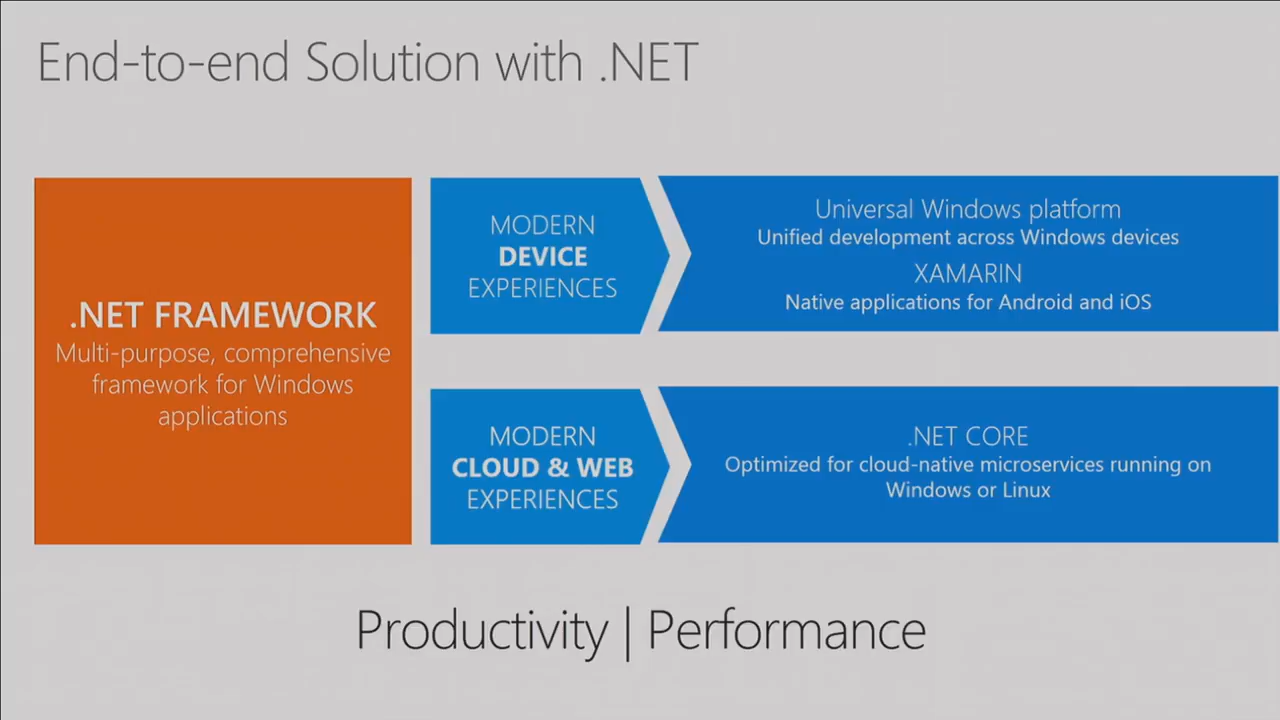 End-to-end Solution with .NET
.NET FRAMEWORK
Multi-purpose, comprehensive
framework for Windows
applications
MODERN
DEVICE
EXPERIENCES
Universal Windows platform
Unified development across Windows devices
XAMARIN
Native applications for Android and iOS
MODERN
CLOUD & WEB
EXPERIENCES
.NET CORE
Optimized for cloud-native microservices running on
Windows or Linux
Productivity | Performance